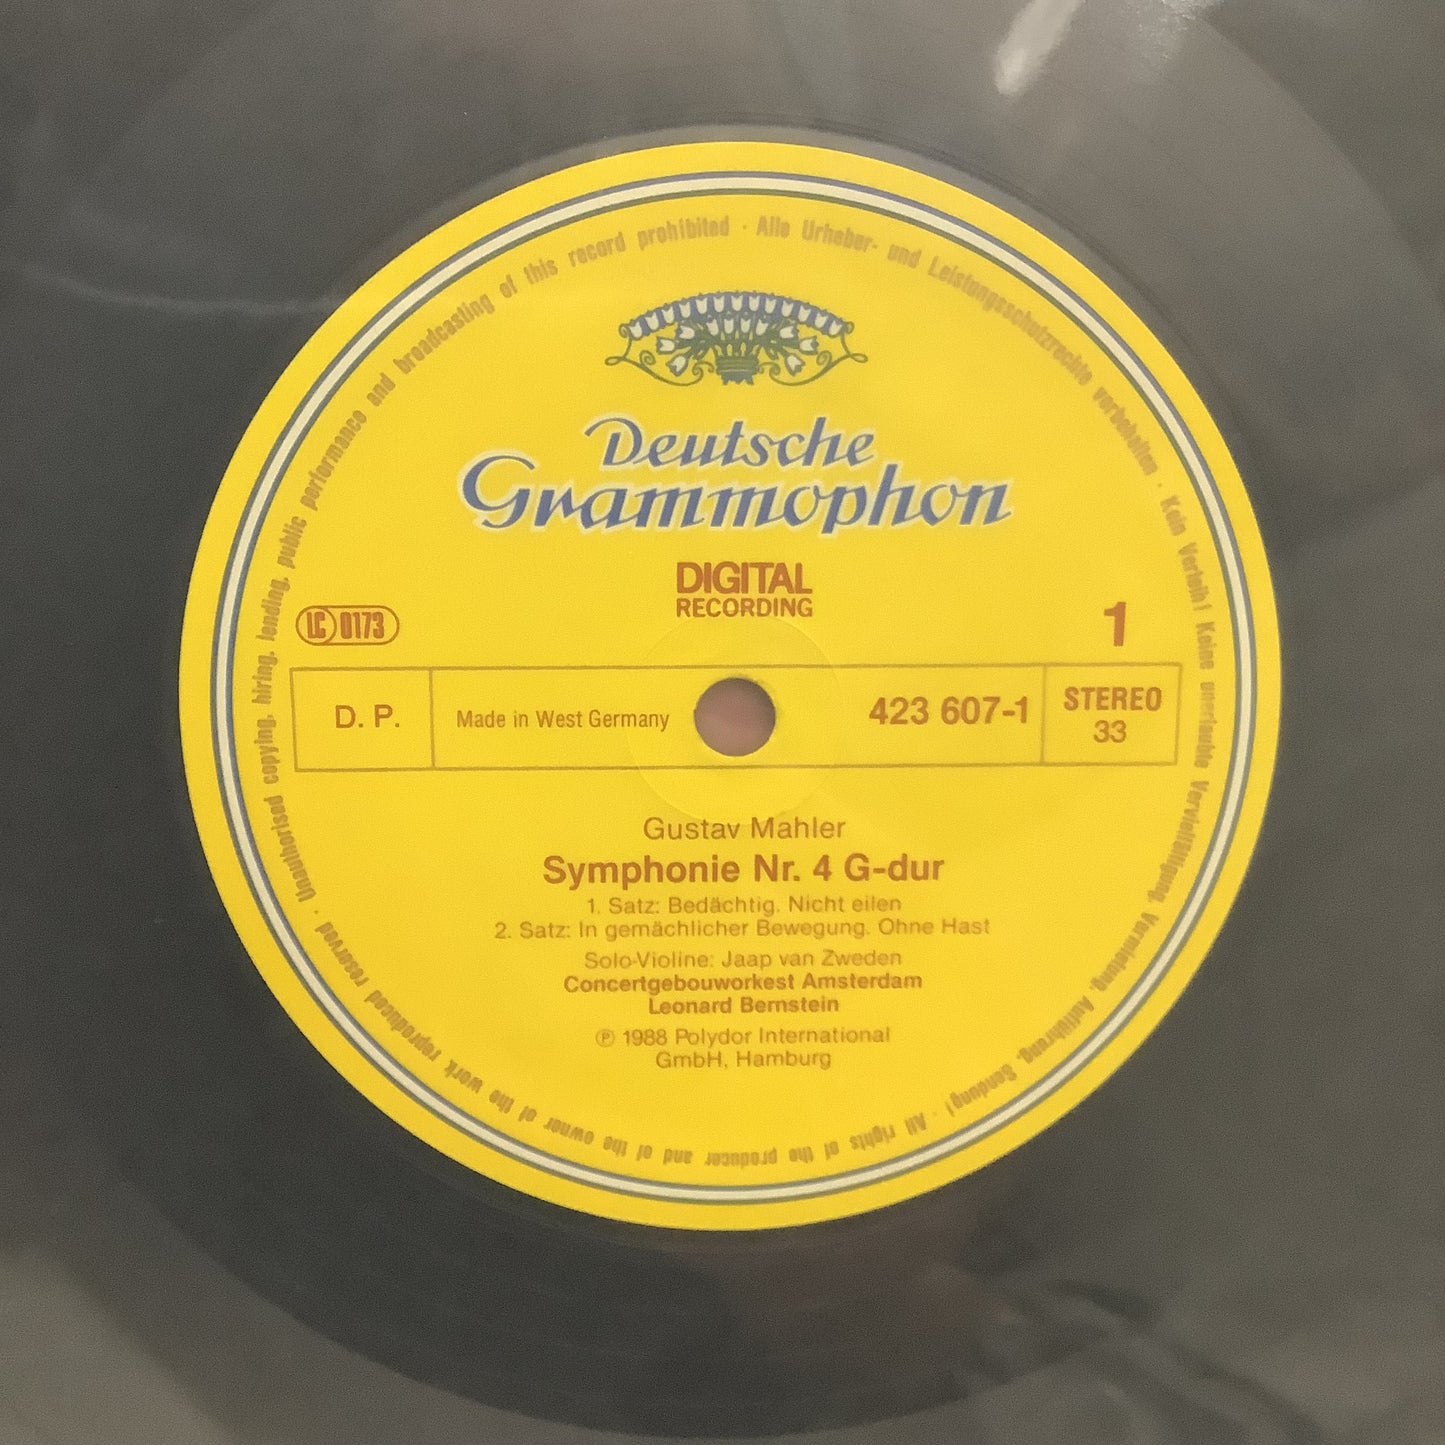 Deutsche
Grammophon
DIGITAL
RECORDING
LC 0173
1
D. P.
Made in West Germany
423 607-1
STEREO
33
Gustav Mahler
Symphonie Nr. 4 G-dur
1. Satz: Bedächtig. Nicht eilen
2. Satz: In gemächlicher Bewegung. Ohne Hast
Solo-Violine: Jaap van Zweden
Concertgebouworkest Amsterdam
Leonard Bernstein
℗ 1988 Polydor International
GmbH, Hamburg
Alle Urheber- und Leistungsschutzrechte vorbehalten · Kein Verleih! Keine unerlaubte Vervielfältigung, Vermietung, Aufführung, Sendung! · All rights of the producer and of the owner of the work reproduced reserved · Unauthorised copying, hiring, lending, public performance and broadcasting of this record prohibited ·